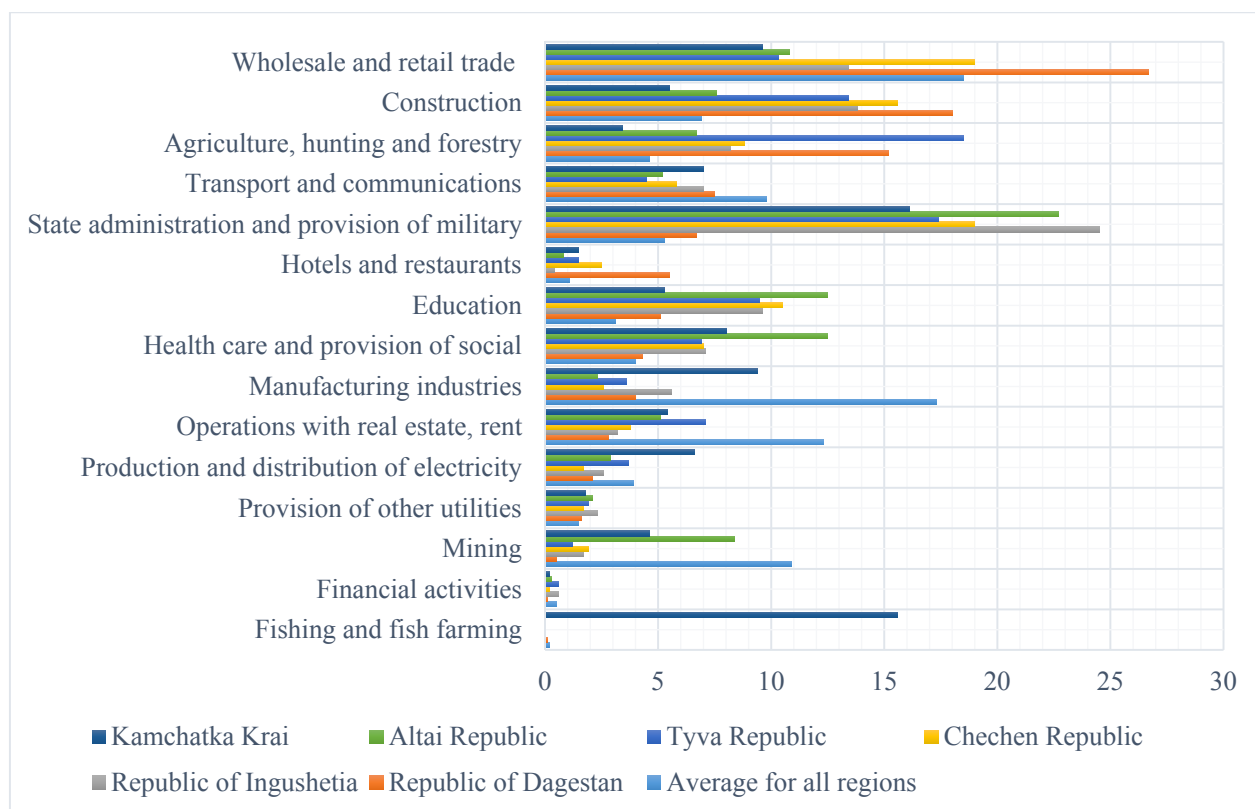 Wholesale and retail trade
Construction
Agriculture, hunting and forestry
Transport and communications
State administration and provision of military
Hotels and restaurants
Education
Health care and provision of social
Manufacturing industries
Operations with real estate, rent
Production and distribution of electricity
Provision of other utilities
Mining
Financial activities
Fishing and fish farming
0 5 10 15 20 25 30
Kamchatka Krai Altai Republic Tyva Republic Chechen Republic
Republic of Ingushetia Republic of Dagestan Average for all regions